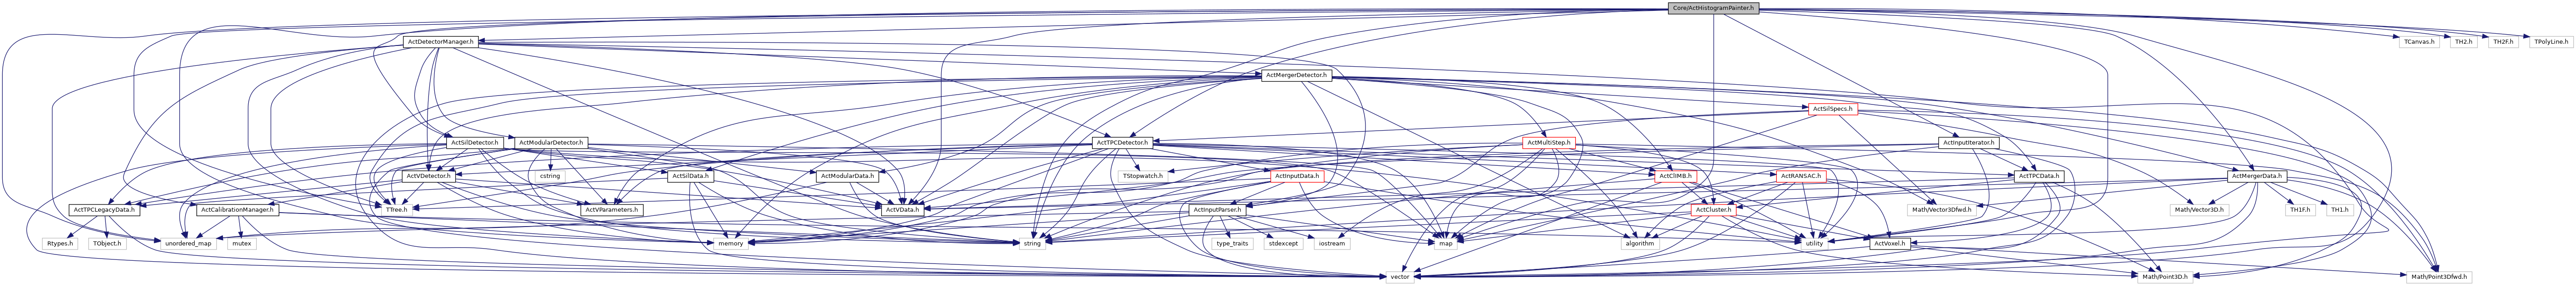 Core/ActHistogramPainter.h
ActDetectorManager.h
TCanvas.h
TH2.h
TH2F.h
TPolyLine.h
ActMergerDetector.h
ActSilSpecs.h
ActSilDetector.h
ActModularDetector.h
ActTPCDetector.h
ActMultiStep.h
ActInputIterator.h
ActVDetector.h
cstring
ActSilData.h
ActModularData.h
TStopwatch.h
ActInputData.h
ActClIMB.h
ActRANSAC.h
ActTPCData.h
ActMergerData.h
ActTPCLegacyData.h
ActCalibrationManager.h
TTree.h
ActVParameters.h
ActVData.h
ActInputParser.h
ActCluster.h
Math/Vector3Dfwd.h
Math/Vector3D.h
TH1F.h
TH1.h
Rtypes.h
TObject.h
unordered_map
mutex
memory
string
type_traits
stdexcept
iostream
map
algorithm
utility
ActVoxel.h
vector
Math/Point3D.h
Math/Point3Dfwd.h